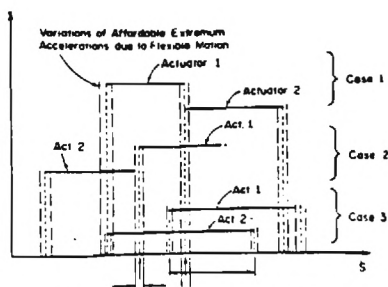 Variations of Affordable Extremum
Accelerations due to Flexible Motion
Actuator 1
Actuator 2
Case 1
Act. 1
Act 2
Case 2
Act 1
Act 2
Case 3